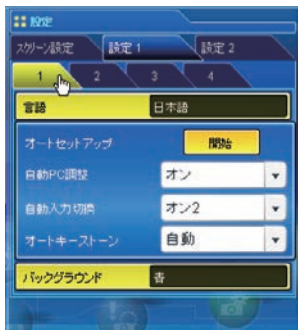 設定
スクリーン設定 設定 1 設定 2
1 2 3 4
言語 日本語
オートセットアップ 開始
自動PC調整 オン
自動入力切換 オン2
オートキーストーン 自動
バックグラウンド 青